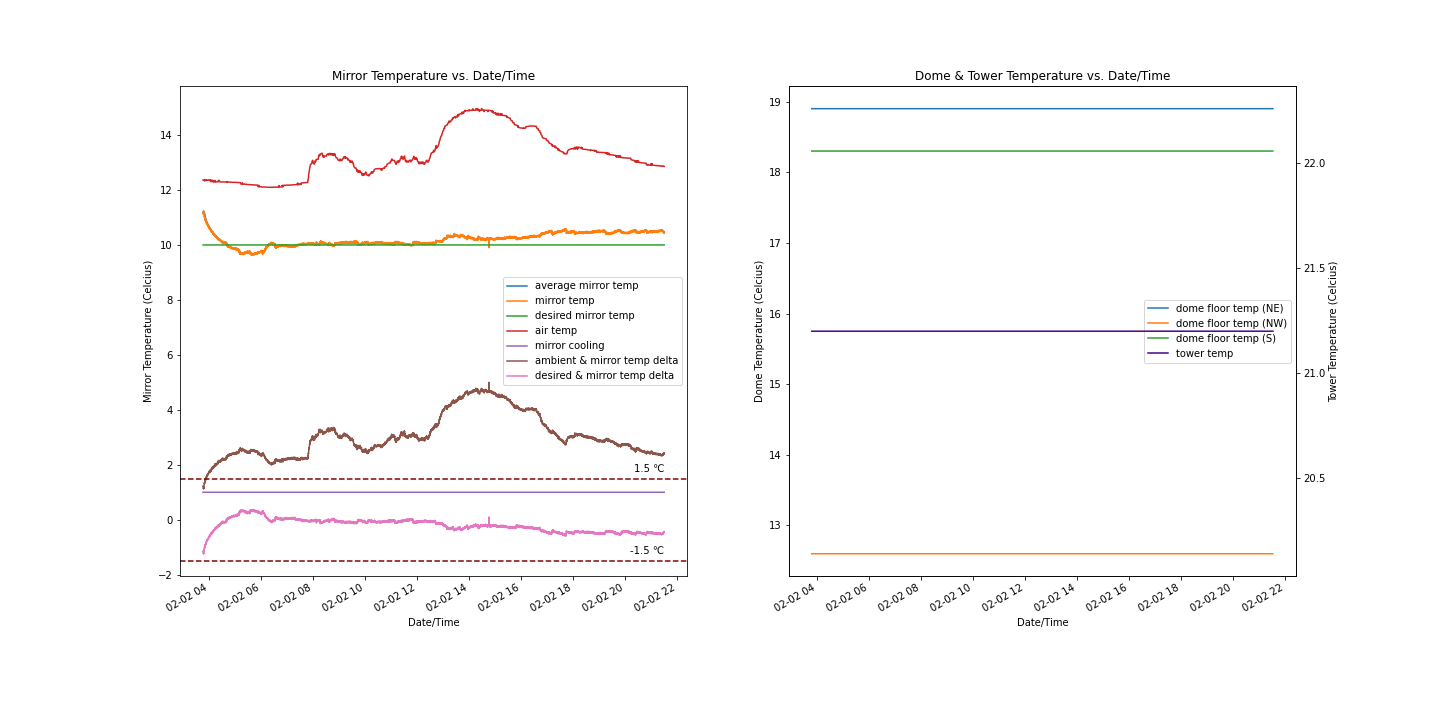 Mirror Temperature vs. Date/Time
Mirror Temperature (Celcius)
14
12
10
8
6
4
2
0
−2
average mirror temp
mirror temp
desired mirror temp
air temp
mirror cooling
ambient & mirror temp delta
desired & mirror temp delta
1.5 °C
-1.5 °C
02-02 04
02-02 06
02-02 08
02-02 10
02-02 12
02-02 14
02-02 16
02-02 18
02-02 20
02-02 22
Date/Time
Dome & Tower Temperature vs. Date/Time
Dome Temperature (Celcius)
19
18
17
16
15
14
13
dome floor temp (NE)
dome floor temp (NW)
dome floor temp (S)
tower temp
22.0
21.5
21.0
20.5
Tower Temperature (Celcius)
02-02 04
02-02 06
02-02 08
02-02 10
02-02 12
02-02 14
02-02 16
02-02 18
02-02 20
02-02 22
Date/Time